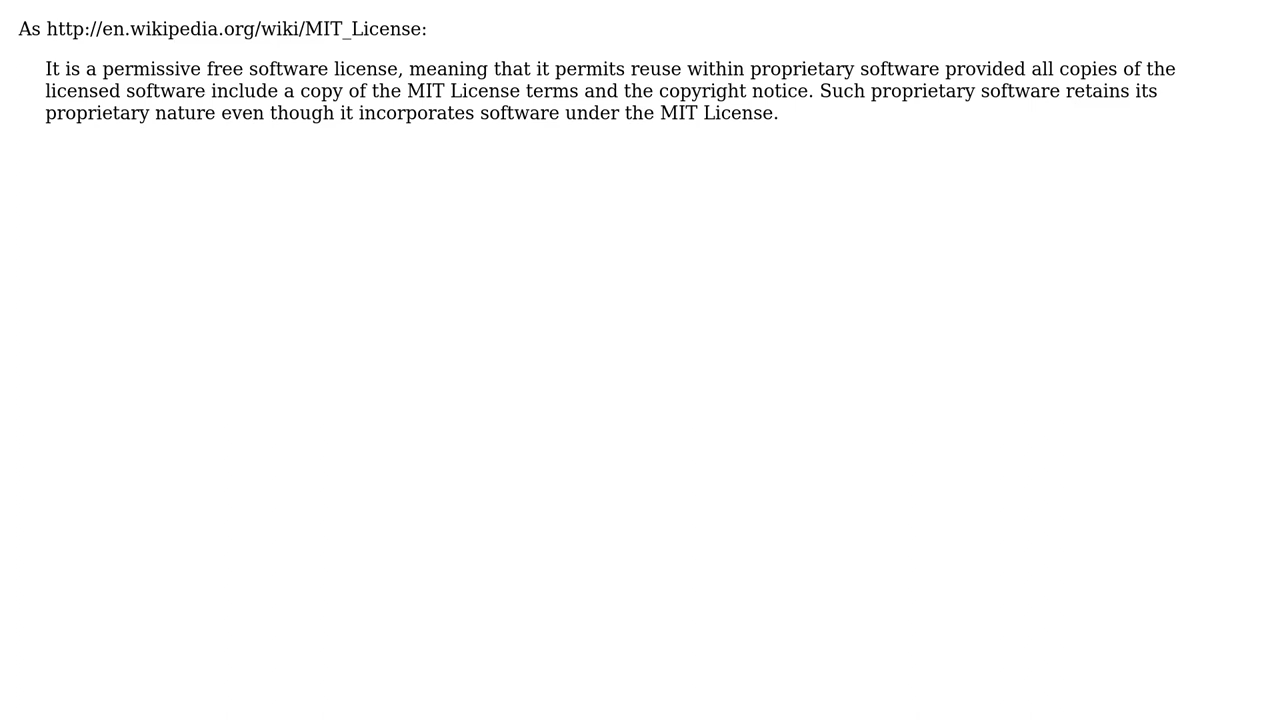 As http://en.wikipedia.org/wiki/MIT_License:
It is a permissive free software license, meaning that it permits reuse within proprietary software provided all copies of the
licensed software include a copy of the MIT License terms and the copyright notice. Such proprietary software retains its
proprietary nature even though it incorporates software under the MIT License.